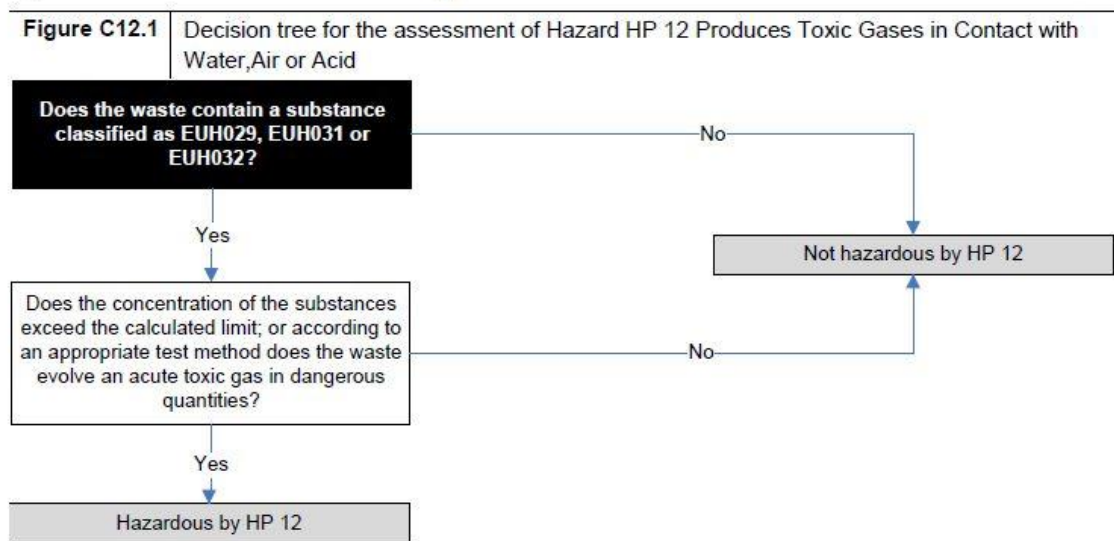 Figure C12.1
Decision tree for the assessment of Hazard HP 12 Produces Toxic Gases in Contact with
Water,Air or Acid
Does the waste contain a substance
classified as EUH029, EUH031 or
EUH032?
No
Yes
Not hazardous by HP 12
Does the concentration of the substances
exceed the calculated limit; or according to
an appropriate test method does the waste
evolve an acute toxic gas in dangerous
quantities?
No
Yes
Hazardous by HP 12